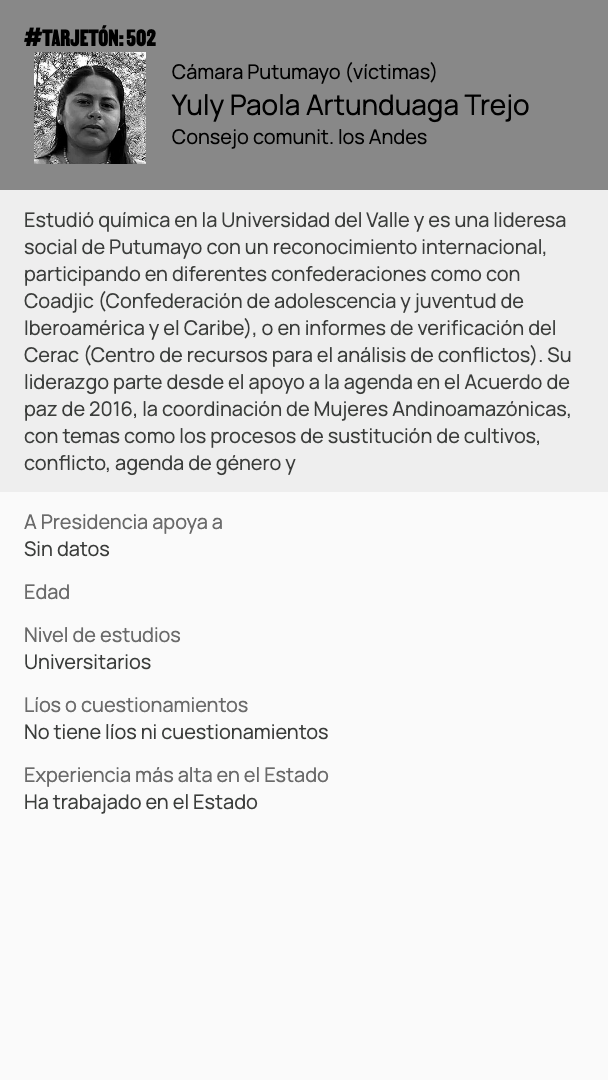 #TARJETÓN: 502
Cámara Putumayo (víctimas)
Yuly Paola Artunduaga Trejo
Consejo comunit. los Andes
Estudió química en la Universidad del Valle y es una lideresa
social de Putumayo con un reconocimiento internacional,
participando en diferentes confederaciones como con
Coadjic (Confederación de adolescencia y juventud de
Iberoamérica y el Caribe), o en informes de verificación del
Cerac (Centro de recursos para el análisis de conflictos). Su
liderazgo parte desde el apoyo a la agenda en el Acuerdo de
paz de 2016, la coordinación de Mujeres Andinoamazónicas,
con temas como los procesos de sustitución de cultivos,
conflicto, agenda de género y
A Presidencia apoya a
Sin datos
Edad
Nivel de estudios
Universitarios
Líos o cuestionamientos
No tiene líos ni cuestionamientos
Experiencia más alta en el Estado
Ha trabajado en el Estado